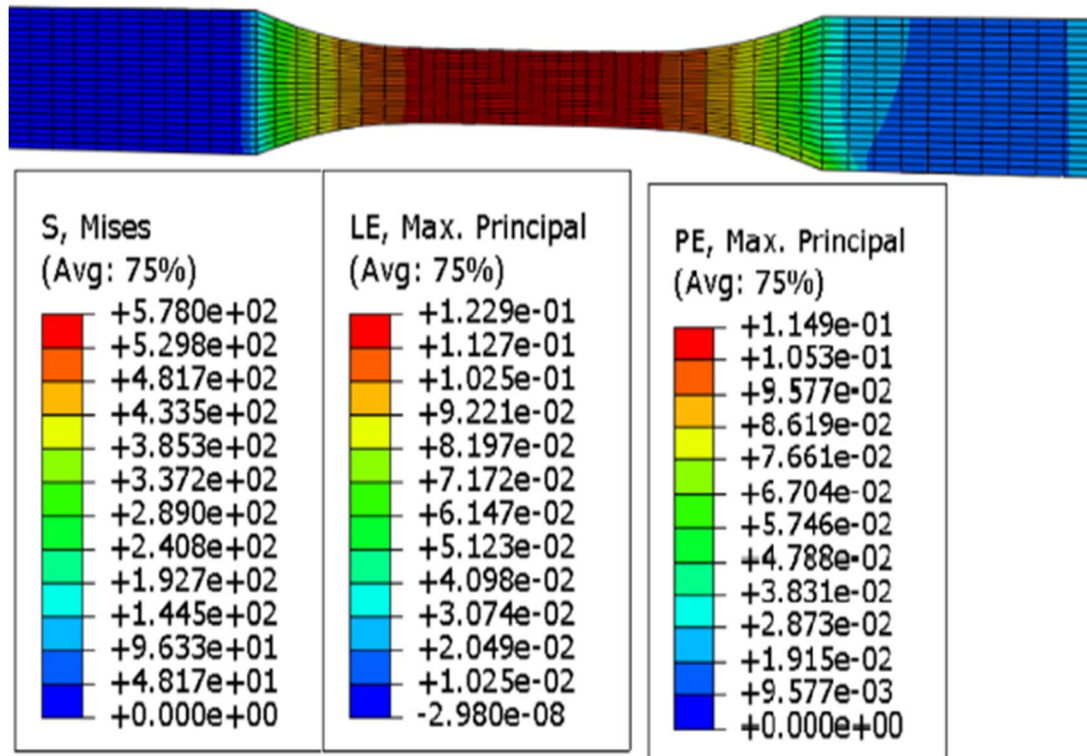 S, Mises
(Avg: 75%)
+5.780e+02
+5.298e+02
+4.817e+02
+4.335e+02
+3.853e+02
+3.372e+02
+2.890e+02
+2.408e+02
+1.927e+02
+1.445e+02
+9.633e+01
+4.817e+01
+0.000e+00
LE, Max. Principal
(Avg: 75%)
+1.229e-01
+1.127e-01
+1.025e-01
+9.221e-02
+8.197e-02
+7.172e-02
+6.147e-02
+5.123e-02
+4.098e-02
+3.074e-02
+2.049e-02
+1.025e-02
-2.980e-08
PE, Max. Principal
(Avg: 75%)
+1.149e-01
+1.053e-01
+9.577e-02
+8.619e-02
+7.661e-02
+6.704e-02
+5.746e-02
+4.788e-02
+3.831e-02
+2.873e-02
+1.915e-02
+9.577e-03
+0.000e+00